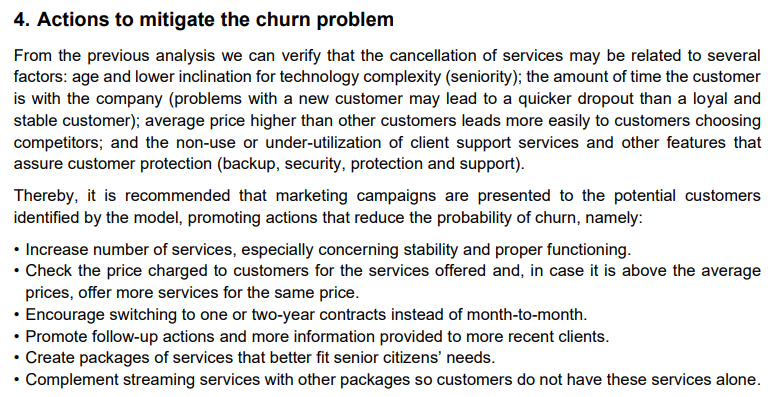 4. Actions to mitigate the churn problem
From the previous analysis we can verify that the cancellation of services may be related to several
factors: age and lower inclination for technology complexity (seniority); the amount of time the customer
is with the company (problems with a new customer may lead to a quicker dropout than a loyal and
stable customer); average price higher than other customers leads more easily to customers choosing
competitors; and the non-use or under-utilization of client support services and other features that
assure customer protection (backup, security, protection and support).
Thereby, it is recommended that marketing campaigns are presented to the potential customers
identified by the model, promoting actions that reduce the probability of churn, namely:
• Increase number of services, especially concerning stability and proper functioning.
• Check the price charged to customers for the services offered and, in case it is above the average
prices, offer more services for the same price.
• Encourage switching to one or two-year contracts instead of month-to-month.
• Promote follow-up actions and more information provided to more recent clients.
• Create packages of services that better fit senior citizens' needs.
• Complement streaming services with other packages so customers do not have these services alone.